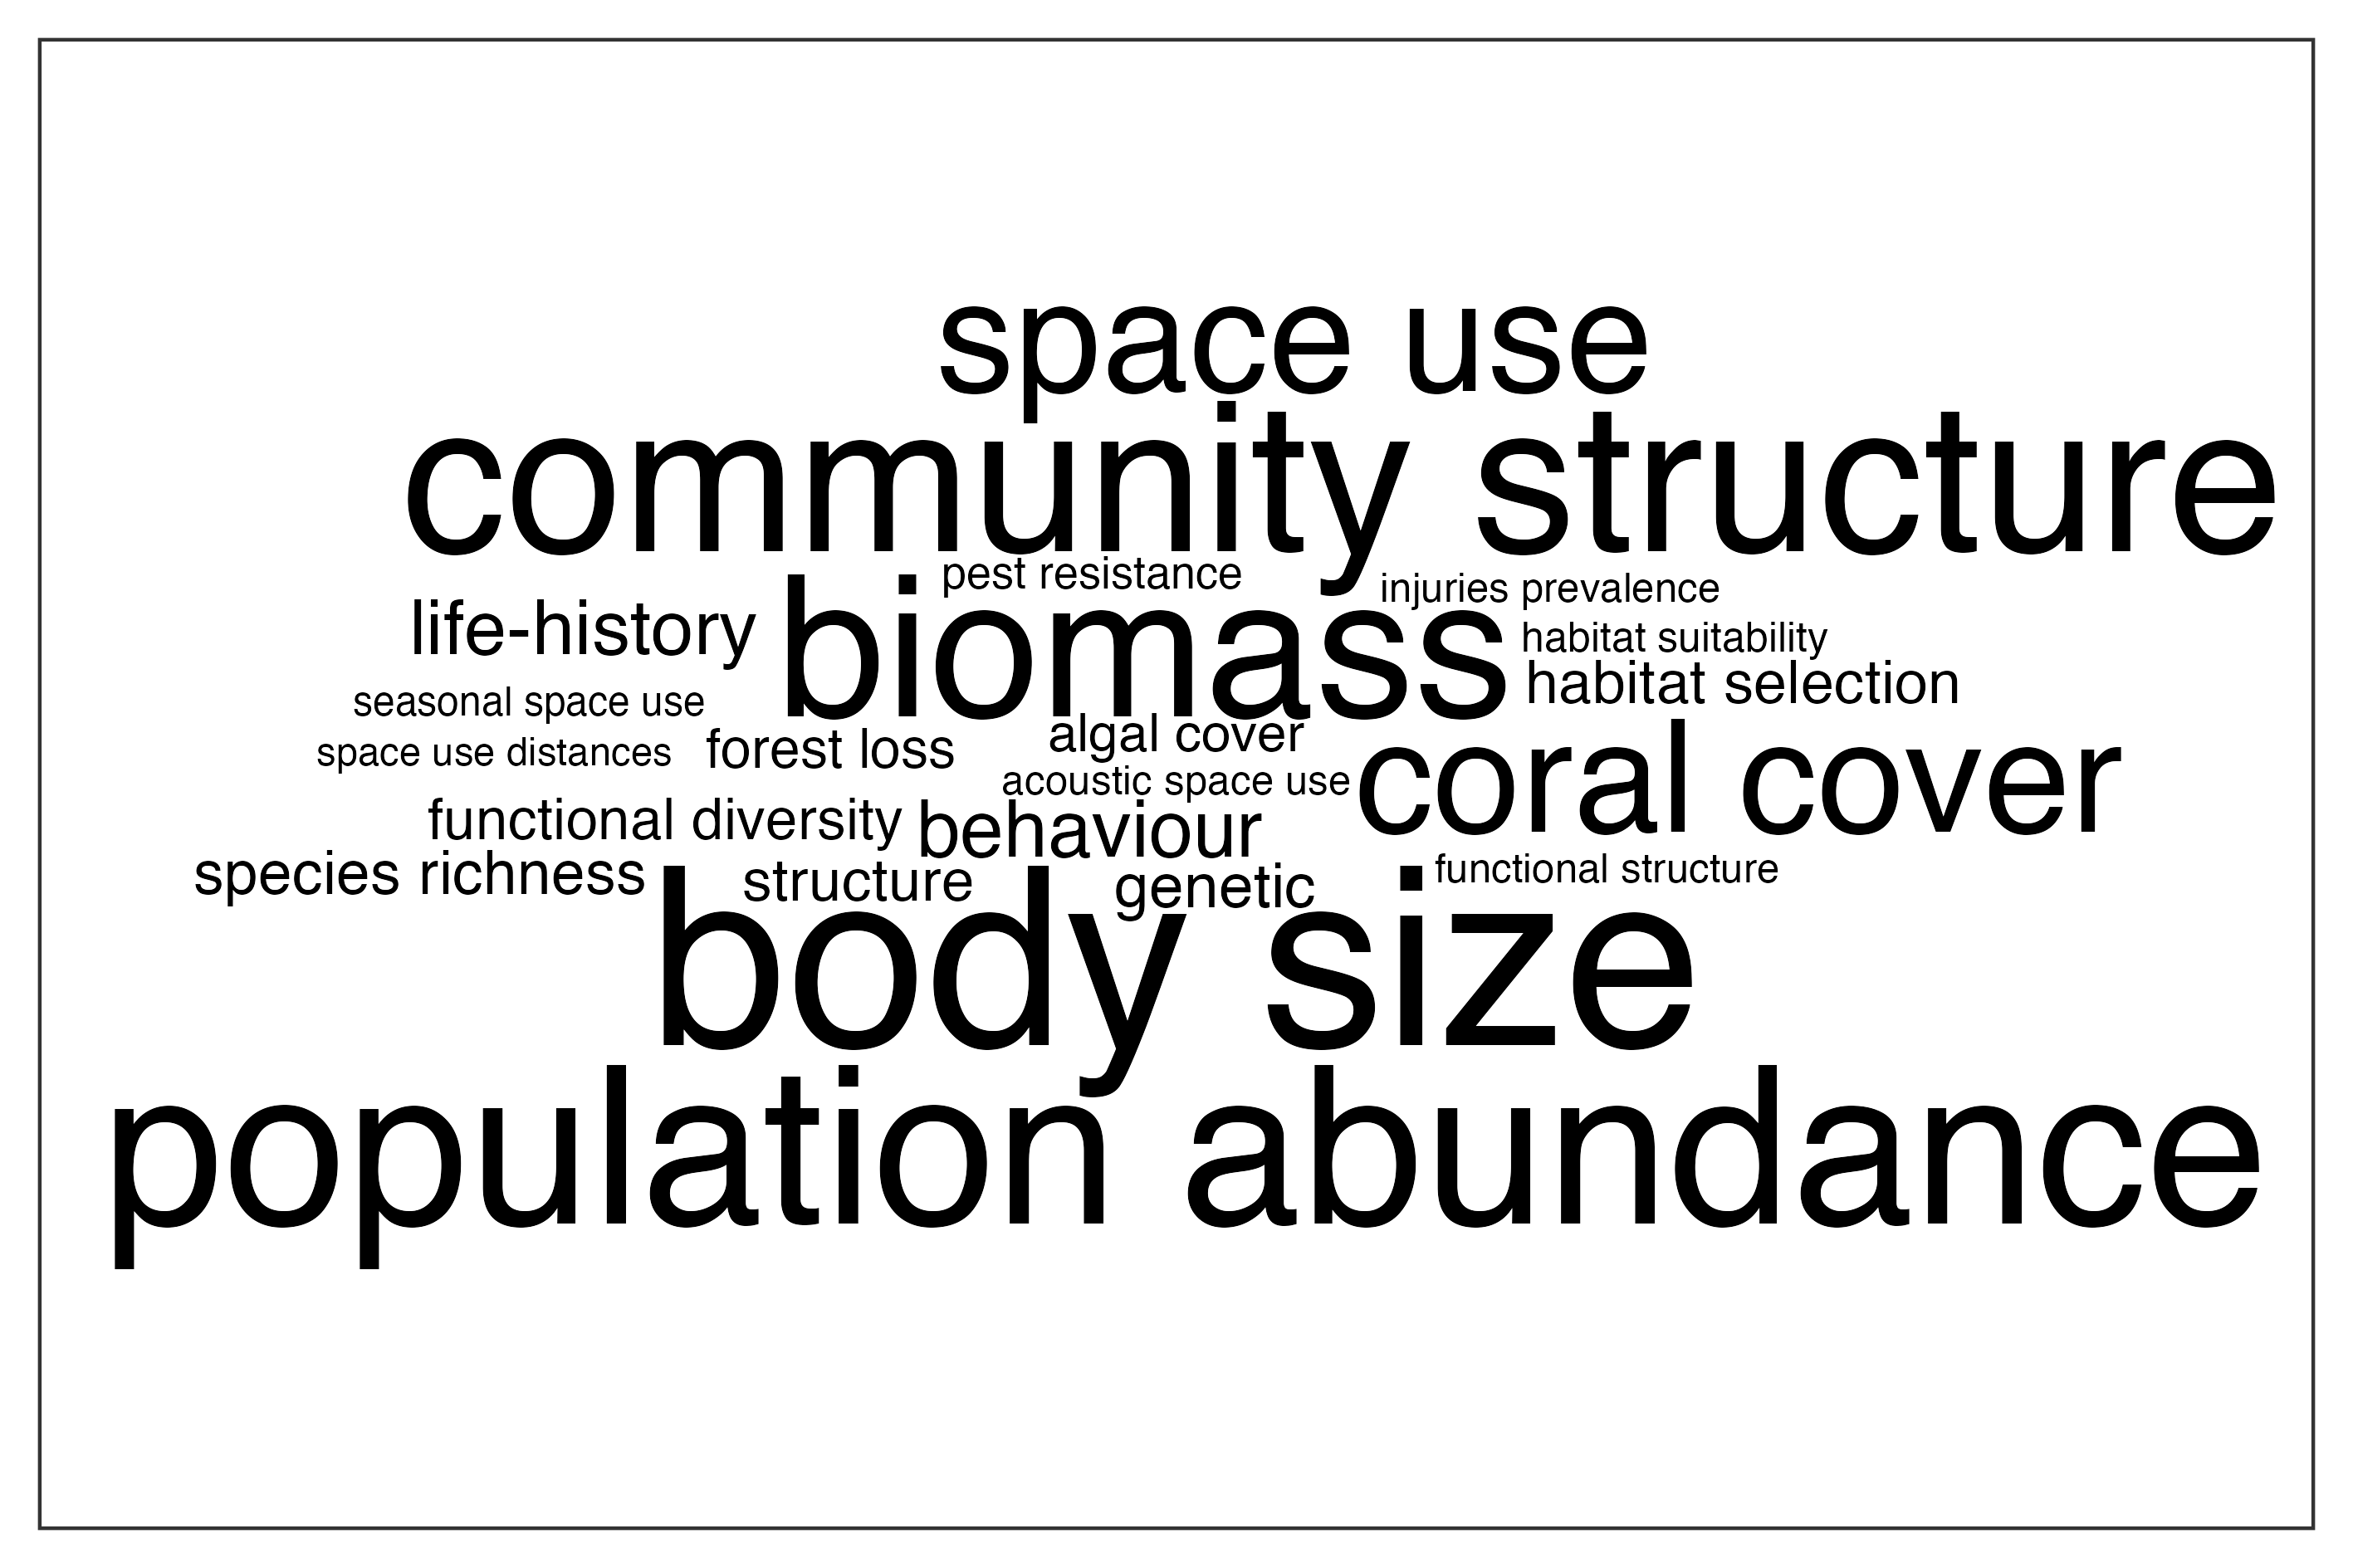 space use
community structure
pest resistance
injuries prevalence
life-history
biomass
habitat suitability
habitat selection
seasonal space use
algal cover
space use distances
forest loss
acoustic space use
coral cover
functional diversity
behaviour
species richness
structure
genetic
functional structure
body size
population abundance